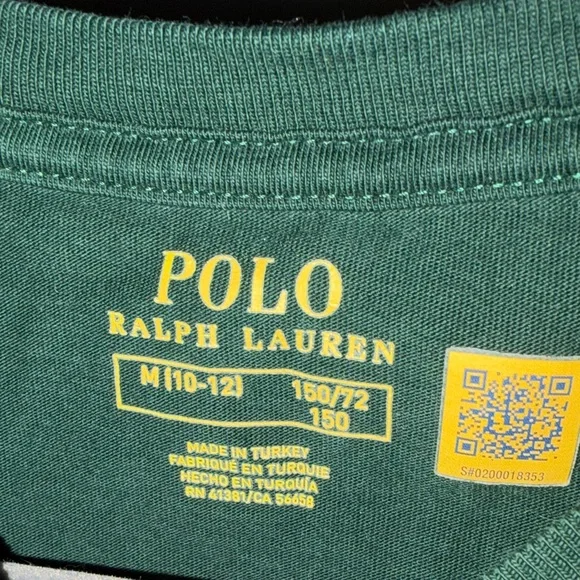 POLO
RALPH LAUREN
M (10-12) 150/72
150
MADE IN TURKEY
FABRIQUÉ EN TURQUIE
HECHO EN TURQUÍA
RN 41381/CA 56658
S#0200018353